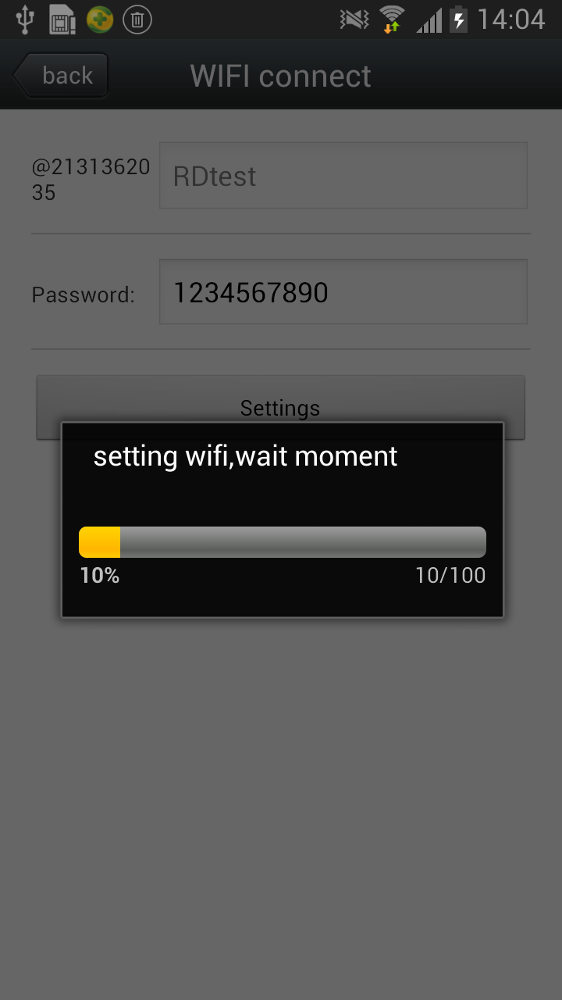 14:04
back
WIFI connect
@21313620
35
RDtest
Password:
1234567890
Settings
setting wifi,wait moment
10%
10/100